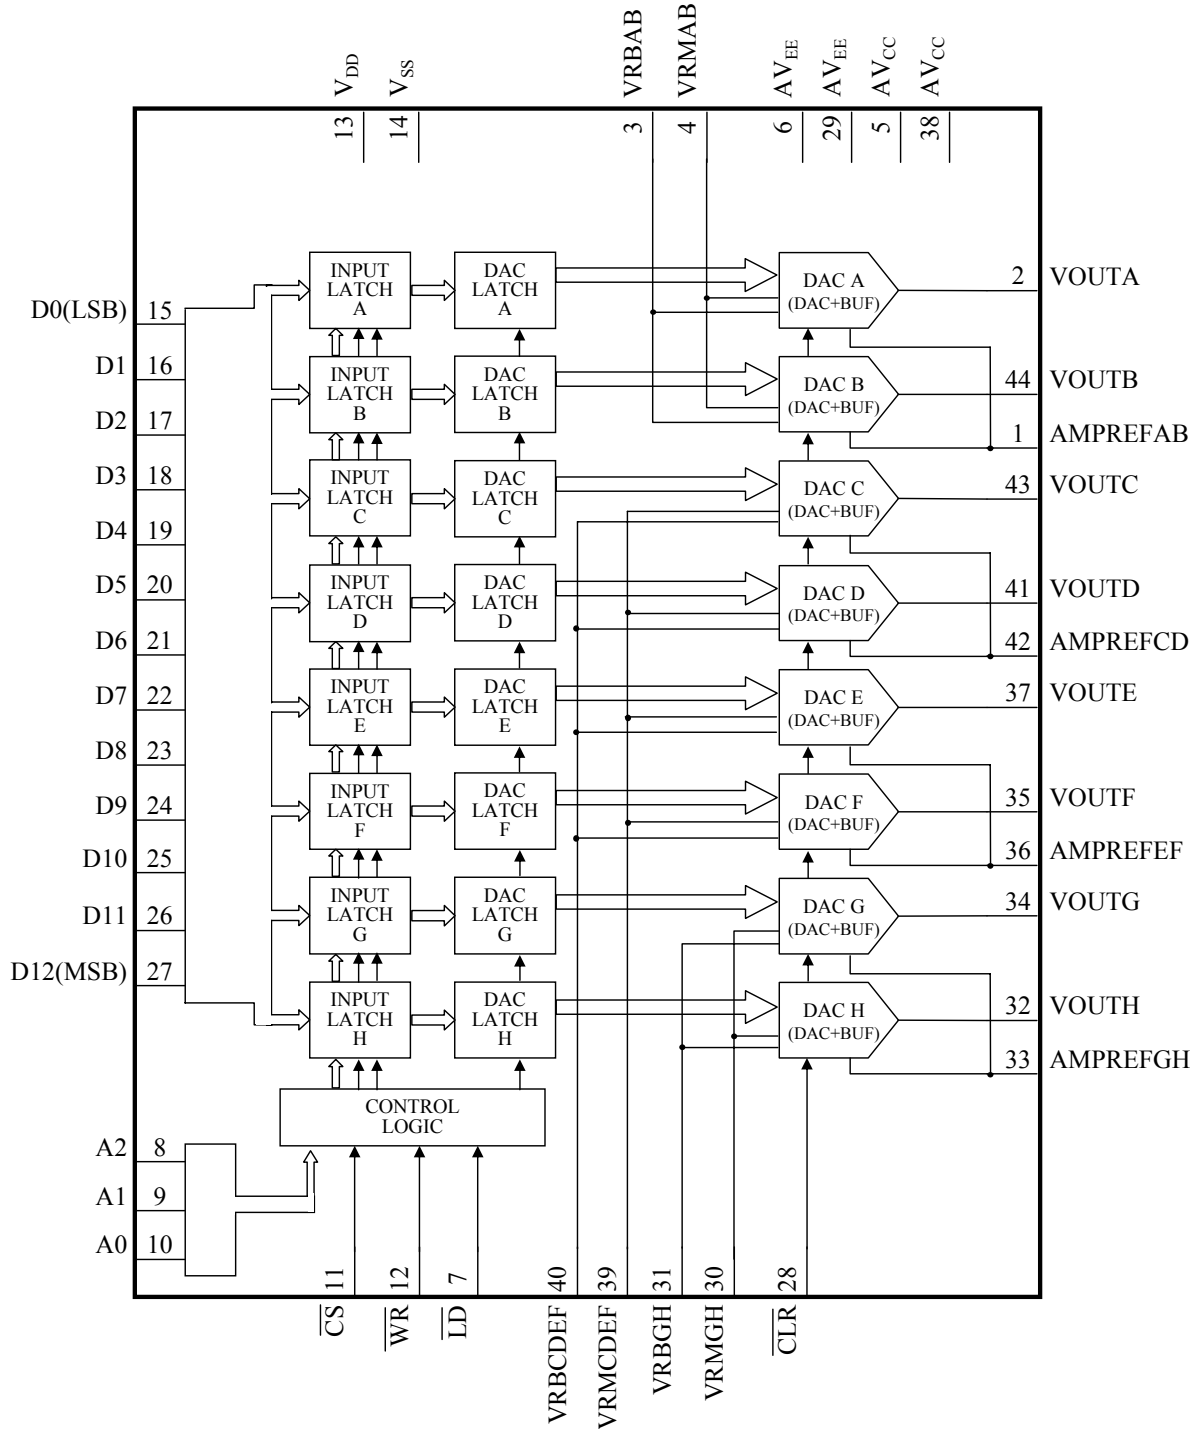 VDD
VSS
VRBAB
VRMAB
AVEE
AVEE
AVCC
AVCC
13
14
3
4
6
29
5
38
D0(LSB) 15
D1 16
D2 17
D3 18
D4 19
D5 20
D6 21
D7 22
D8 23
D9 24
D10 25
D11 26
D12(MSB) 27
A2 8
A1 9
A0 10
INPUT
LATCH
A
DAC
LATCH
A
DAC A
(DAC+BUF)
2 VOUTA
INPUT
LATCH
B
DAC
LATCH
B
DAC B
(DAC+BUF)
44 VOUTB
1 AMPREFAB
INPUT
LATCH
C
DAC
LATCH
C
DAC C
(DAC+BUF)
43 VOUTC
INPUT
LATCH
D
DAC
LATCH
D
DAC D
(DAC+BUF)
41 VOUTD
42 AMPREFCD
INPUT
LATCH
E
DAC
LATCH
E
DAC E
(DAC+BUF)
37 VOUTE
INPUT
LATCH
F
DAC
LATCH
F
DAC F
(DAC+BUF)
35 VOUTF
36 AMPREFEF
INPUT
LATCH
G
DAC
LATCH
G
DAC G
(DAC+BUF)
34 VOUTG
INPUT
LATCH
H
DAC
LATCH
H
DAC H
(DAC+BUF)
32 VOUTH
33 AMPREFGH
CONTROL
LOGIC
11
12
7
40
39
31
30
28
CS
WR
LD
VRBCDEF
VRMCDEF
VRBGH
VRMGH
CLR